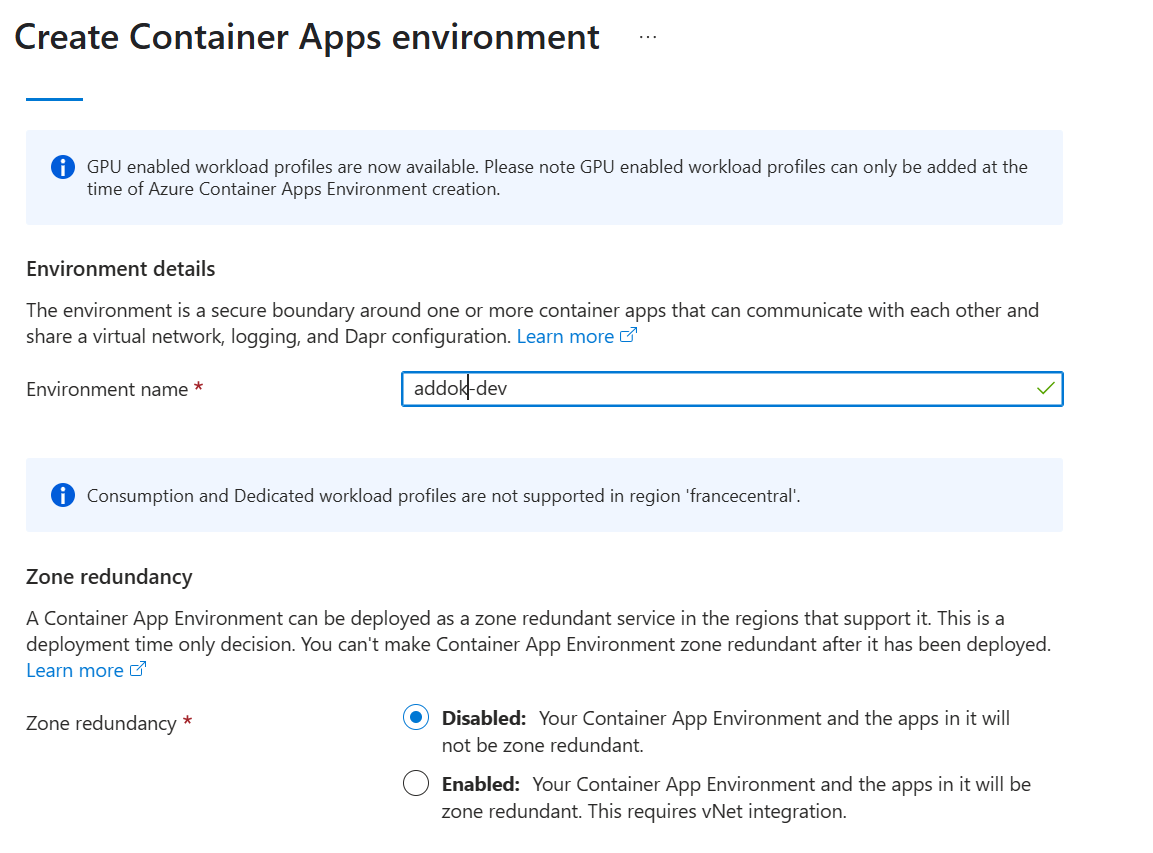 Create Container Apps environment ...
GPU enabled workload profiles are now available. Please note GPU enabled workload profiles can only be added at the
time of Azure Container Apps Environment creation.
Environment details
The environment is a secure boundary around one or more container apps that can communicate with each other and
share a virtual network, logging, and Dapr configuration. Learn more
Environment name *
addok-dev
Consumption and Dedicated workload profiles are not supported in region 'francecentral'.
Zone redundancy
A Container App Environment can be deployed as a zone redundant service in the regions that support it. This is a
deployment time only decision. You can't make Container App Environment zone redundant after it has been deployed.
Learn more
Zone redundancy *
Disabled: Your Container App Environment and the apps in it will
not be zone redundant.
Enabled: Your Container App Environment and the apps in it will be
zone redundant. This requires vNet integration.